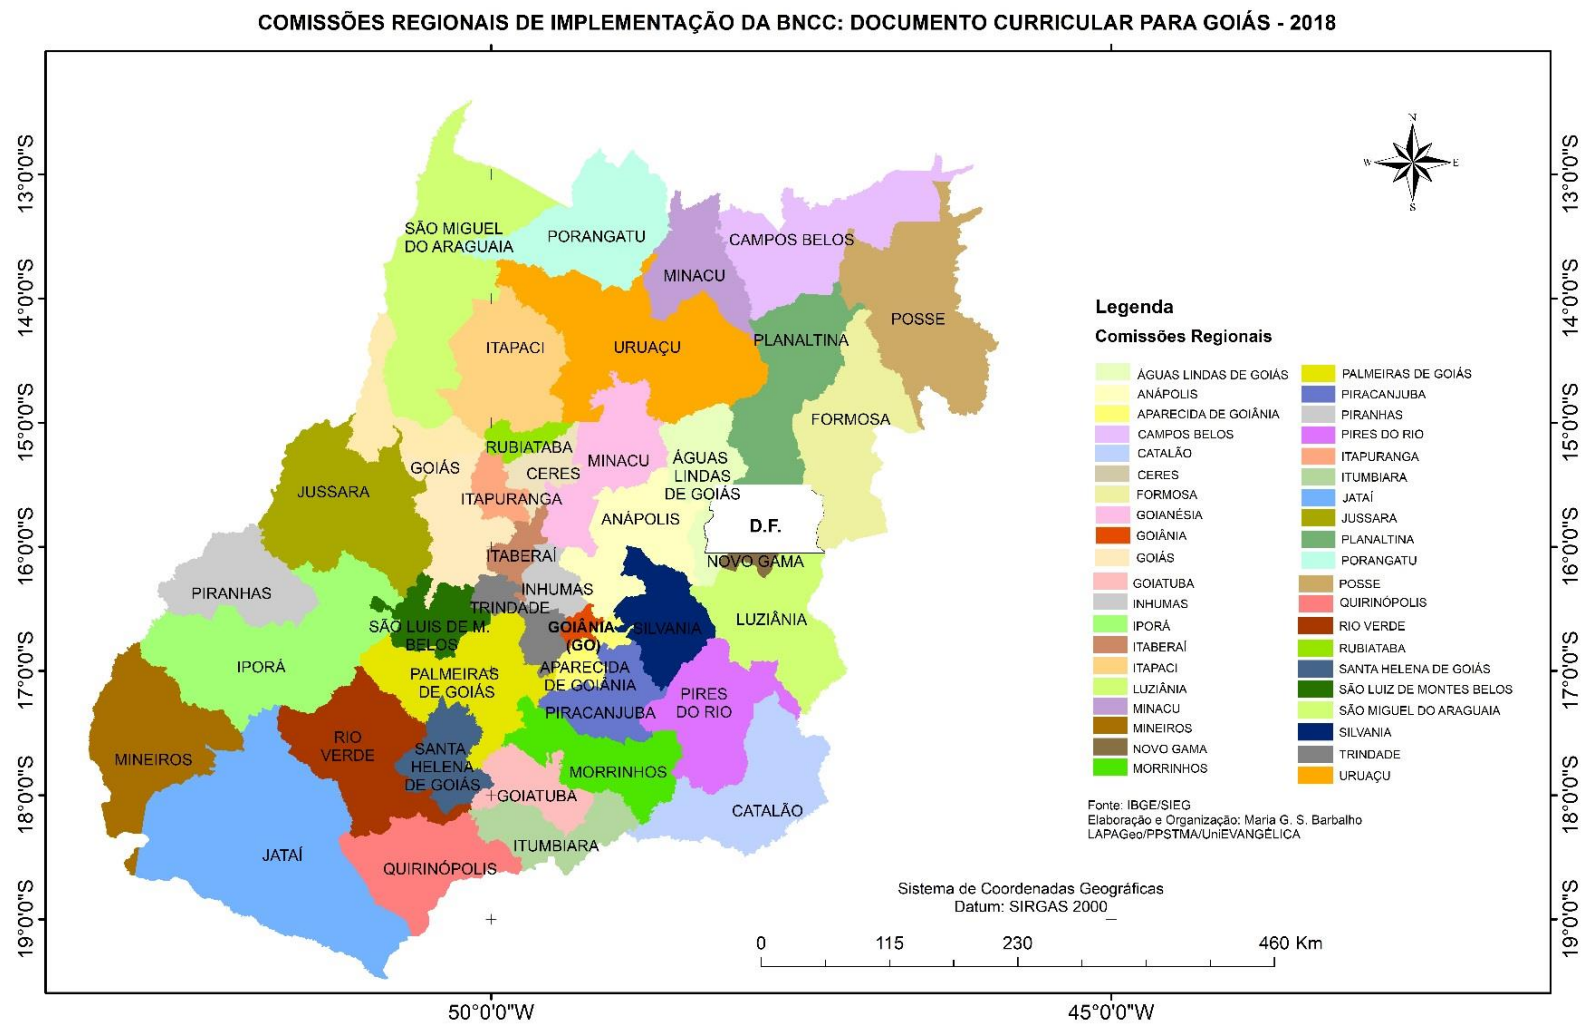 COMISSÕES REGIONAIS DE IMPLEMENTAÇÃO DA BNCC: DOCUMENTO CURRICULAR PARA GOIÁS - 2018
13°0'0"S
14°0'0"S
15°0'0"S
16°0'0"S
17°0'0"S
18°0'0"S
19°0'0"S
SÃO MIGUEL
DO ARAGUAIA
PORANGATU
CAMPOS BELOS
MINACU
POSSE
ITAPACI
URUAÇU
PLANALTINA
FORMOSA
RUBIATABA
GOIÁS
CERES
MINACU
ÁGUAS
LINDAS
DE GOIÁS
JUSSARA
ITAPURANGA
ANÁPOLIS
D.F.
ITABERAÍ
NOVO GAMA
PIRANHAS
INHUMAS
TRINDADE
SÃO LUIS DE M.
BELOS
GOIÂNIA
(GO)
SILVANIA
LUZIÂNIA
IPORÁ
PALMEIRAS
DE GOIÁS
APARECIDA
DE GOIÂNIA
PIRES
DO RIO
PIRACANJUBA
RIO
VERDE
MINEIROS
SANTA
HELENA
DE GOIÁS
MORRINHOS
GOIATUBA
CATALÃO
ITUMBIARA
JATAÍ
QUIRINÓPOLIS
N
W
E
S
Legenda
Comissões Regionais
ÁGUAS LINDAS DE GOIÁS
ANÁPOLIS
APARECIDA DE GOIÂNIA
CAMPOS BELOS
CATALÃO
CERES
FORMOSA
GOIANÉSIA
GOIÂNIA
GOIÁS
GOIATUBA
INHUMAS
IPORÁ
ITABERAÍ
ITAPACI
LUZIÂNIA
MINACU
MINEIROS
NOVO GAMA
MORRINHOS
PALMEIRAS DE GOIÁS
PIRACANJUBA
PIRANHAS
PIRES DO RIO
ITAPURANGA
ITUMBIARA
JATAÍ
JUSSARA
PLANALTINA
PORANGATU
POSSE
QUIRINÓPOLIS
RIO VERDE
RUBIATABA
SANTA HELENA DE GOIÁS
SÃO LUIZ DE MONTES BELOS
SÃO MIGUEL DO ARAGUAIA
SILVANIA
TRINDADE
URUAÇU
Fonte: IBGE/SIEG
Elaboração e Organização: Maria G. S. Barbalho
LAPAGeo/PPSTMA/UniEVANGÉLICA
Sistema de Coordenadas Geográficas
Datum: SIRGAS 2000
0 115 230 460 Km
13°0'0"S
14°0'0"S
15°0'0"S
16°0'0"S
17°0'0"S
18°0'0"S
19°0'0"S
50°0'0"W
45°0'0"W